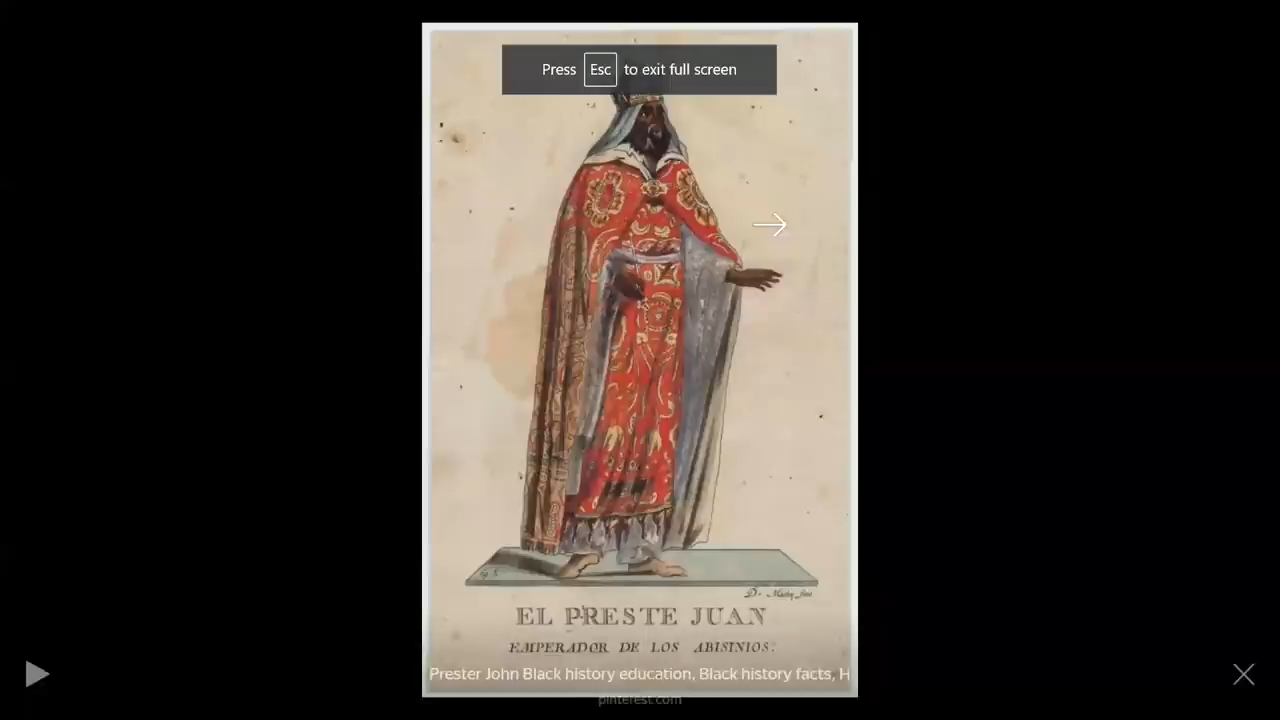 Press Esc to exit full screen
EL PRESTE JUAN
EMPERADOR DE LOS ABISINIOS.
Prester John Black history education, Black history facts, H
pinterest.com